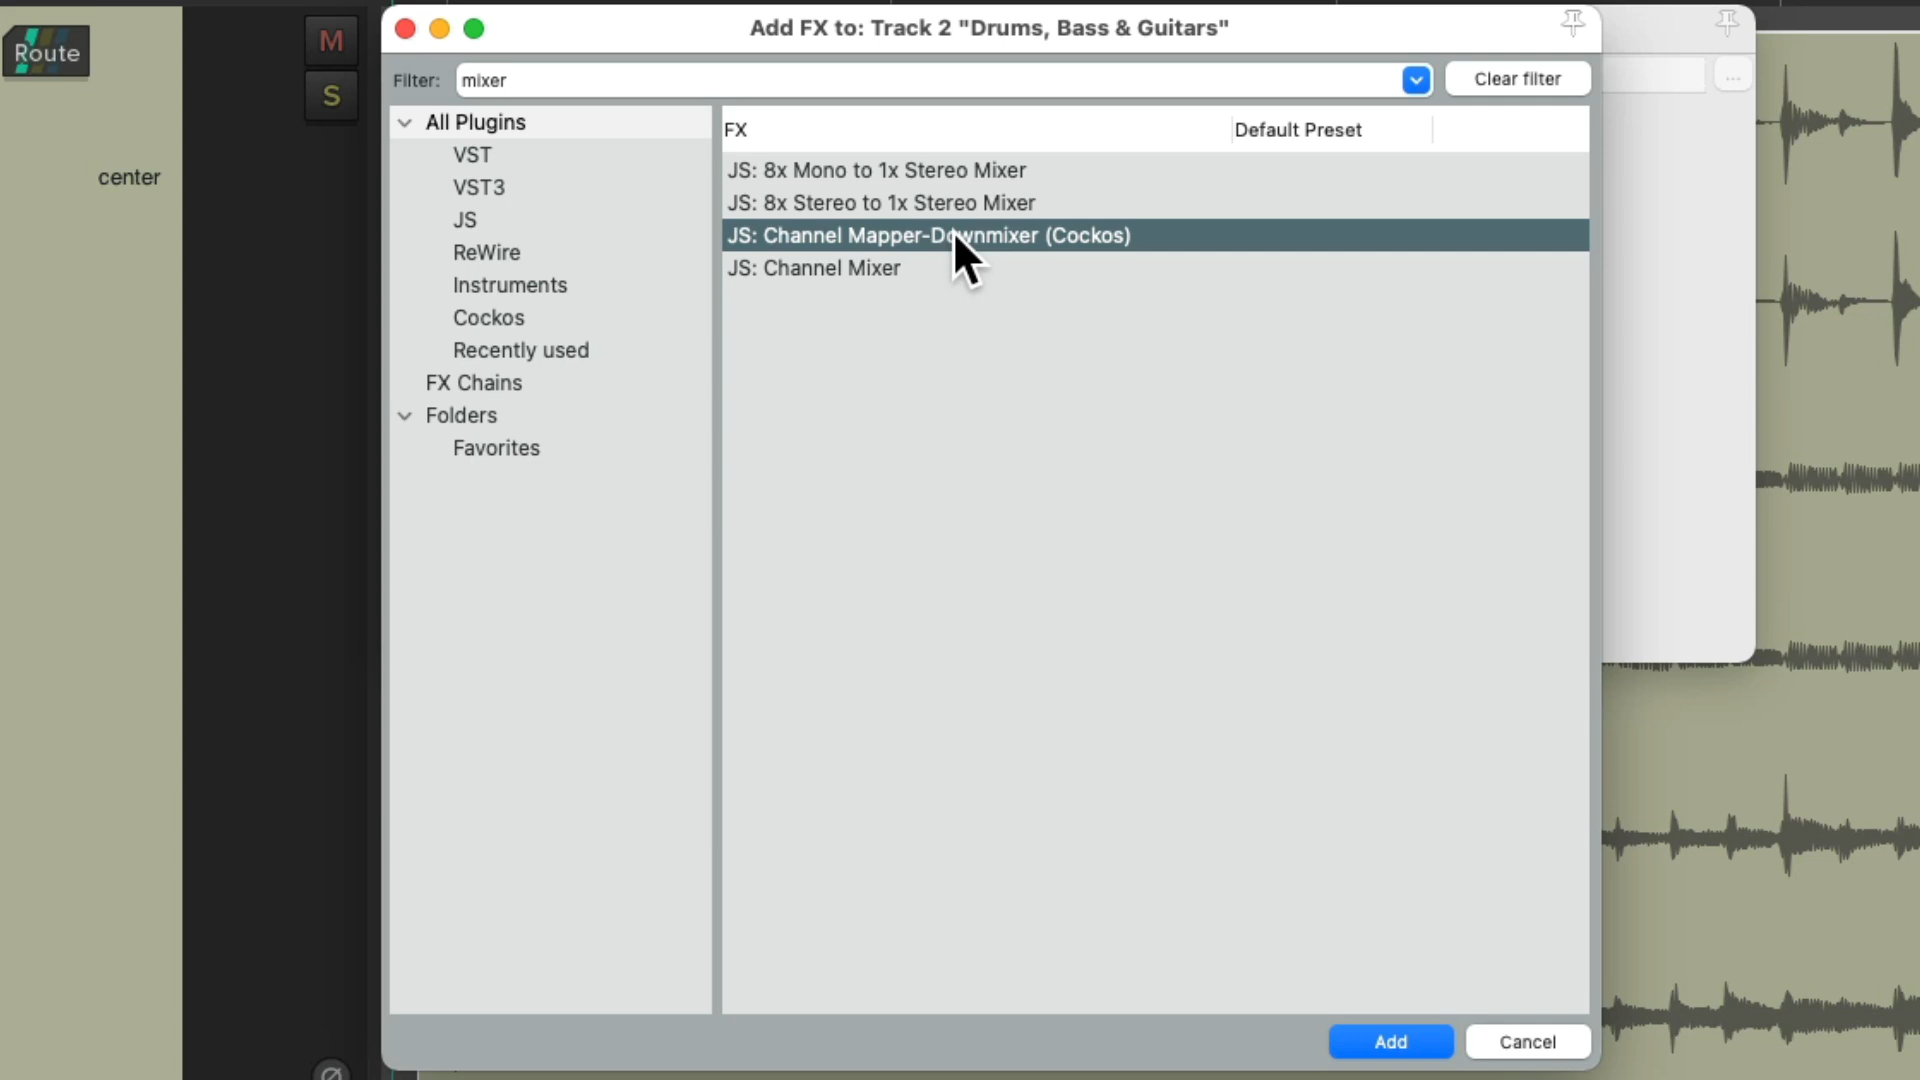 Route
M
S
center
Add FX to: Track 2 "Drums, Bass & Guitars"
Filter:
mixer
Clear filter
...
All Plugins
VST
VST3
JS
ReWire
Instruments
Cockos
Recently used
FX Chains
Folders
Favorites
FX
Default Preset
JS: 8x Mono to 1x Stereo Mixer
JS: 8x Stereo to 1x Stereo Mixer
JS: Channel Mapper-Downmixer (Cockos)
JS: Channel Mixer
Add
Cancel